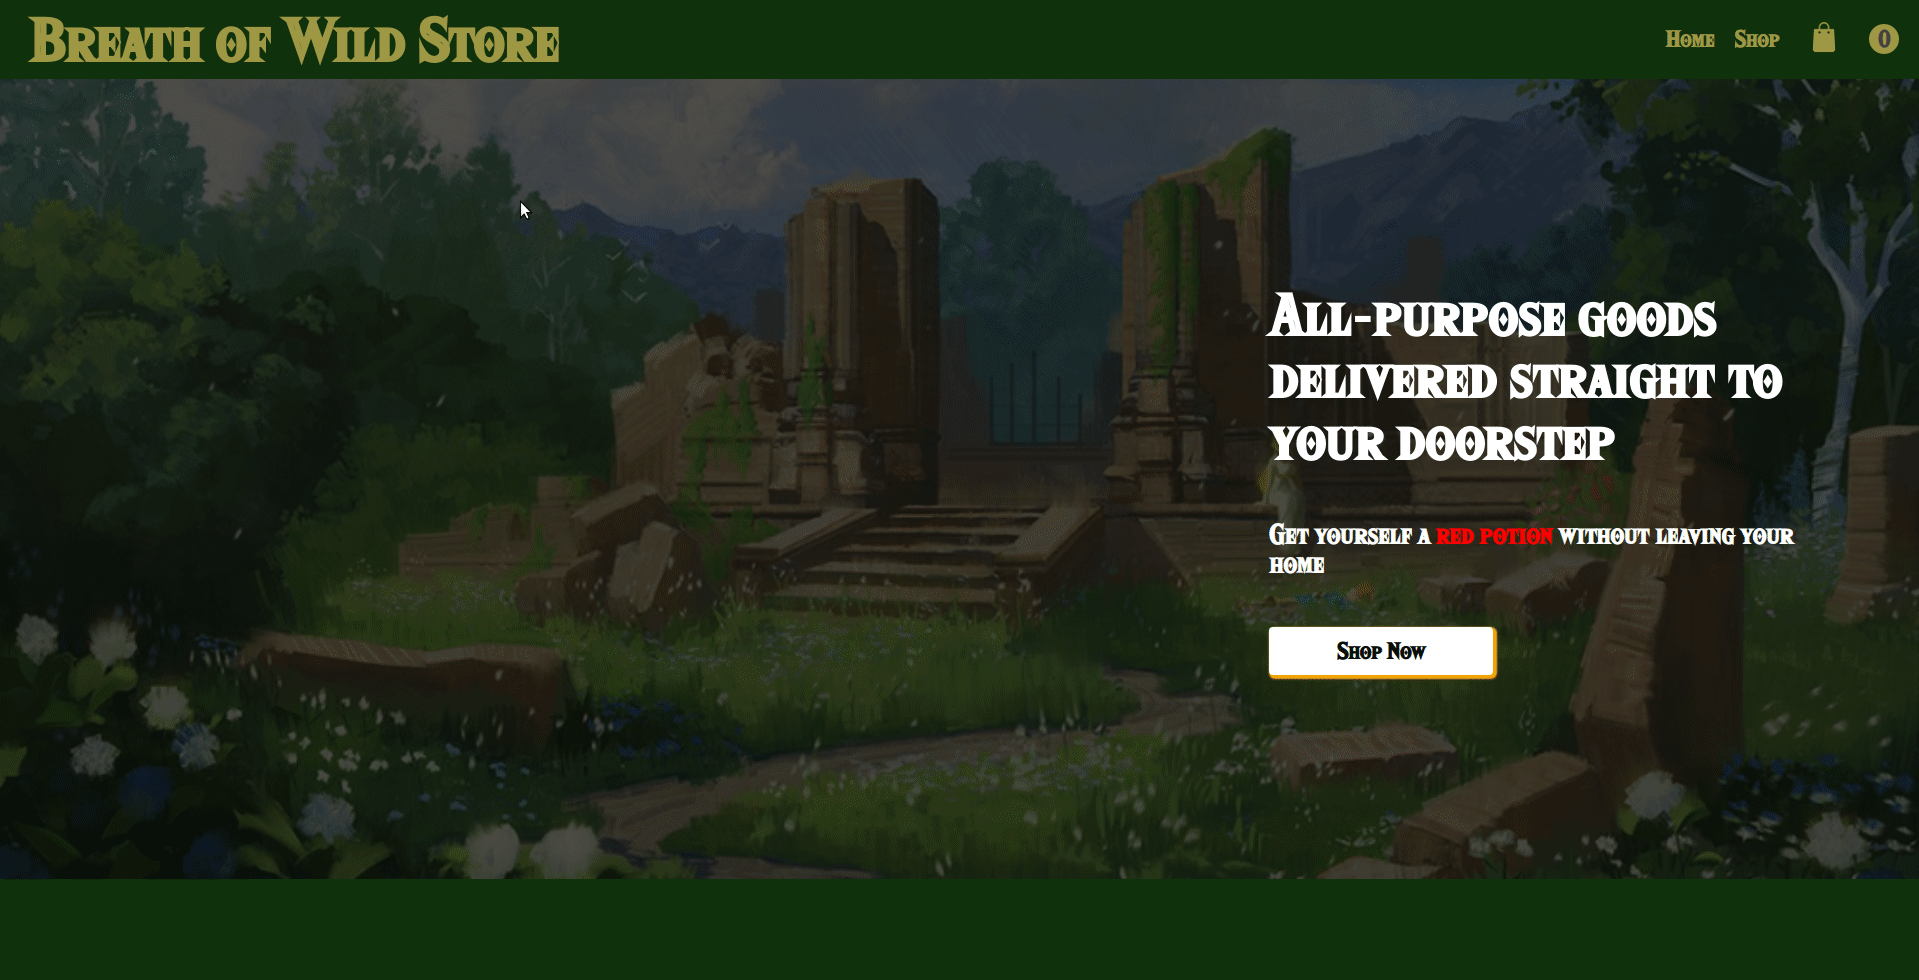 Breath of Wild Store
Home Shop 0
All-purpose goods
delivered straight to
your doorstep
Get yourself a red potion without leaving your
home
Shop Now